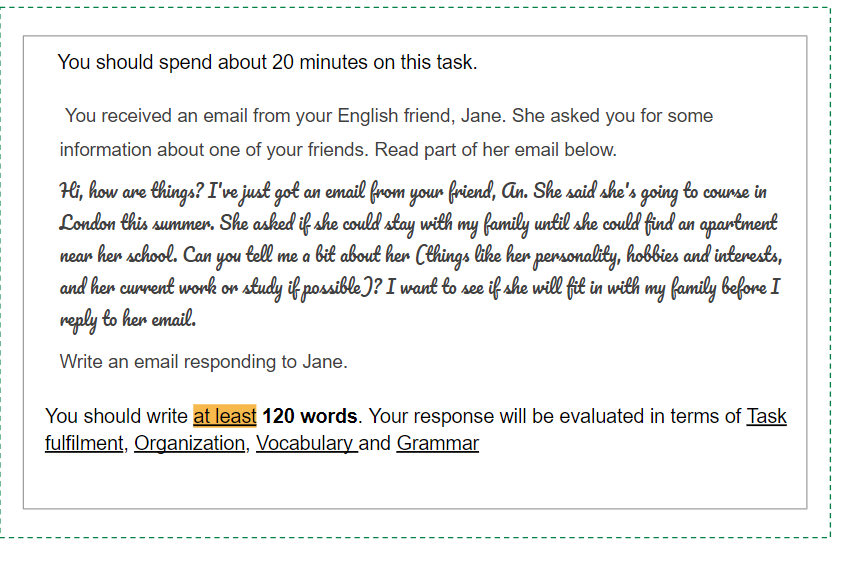 You should spend about 20 minutes on this task.
You received an email from your English friend, Jane. She asked you for some
information about one of your friends. Read part of her email below.
Hi, how are things? I've just got an email from your friend, An. She said she's going to course in
London this summer. She asked if she could stay with my family until she could find an apartment
near her school. Can you tell me a bit about her (things like her personality, hobbies and interests,
and her current work or study if possible)? I want to see if she will fit in with my family before I
reply to her email.
Write an email responding to Jane.
You should write at least 120 words. Your response will be evaluated in terms of Task
fulfilment, Organization, Vocabulary and Grammar